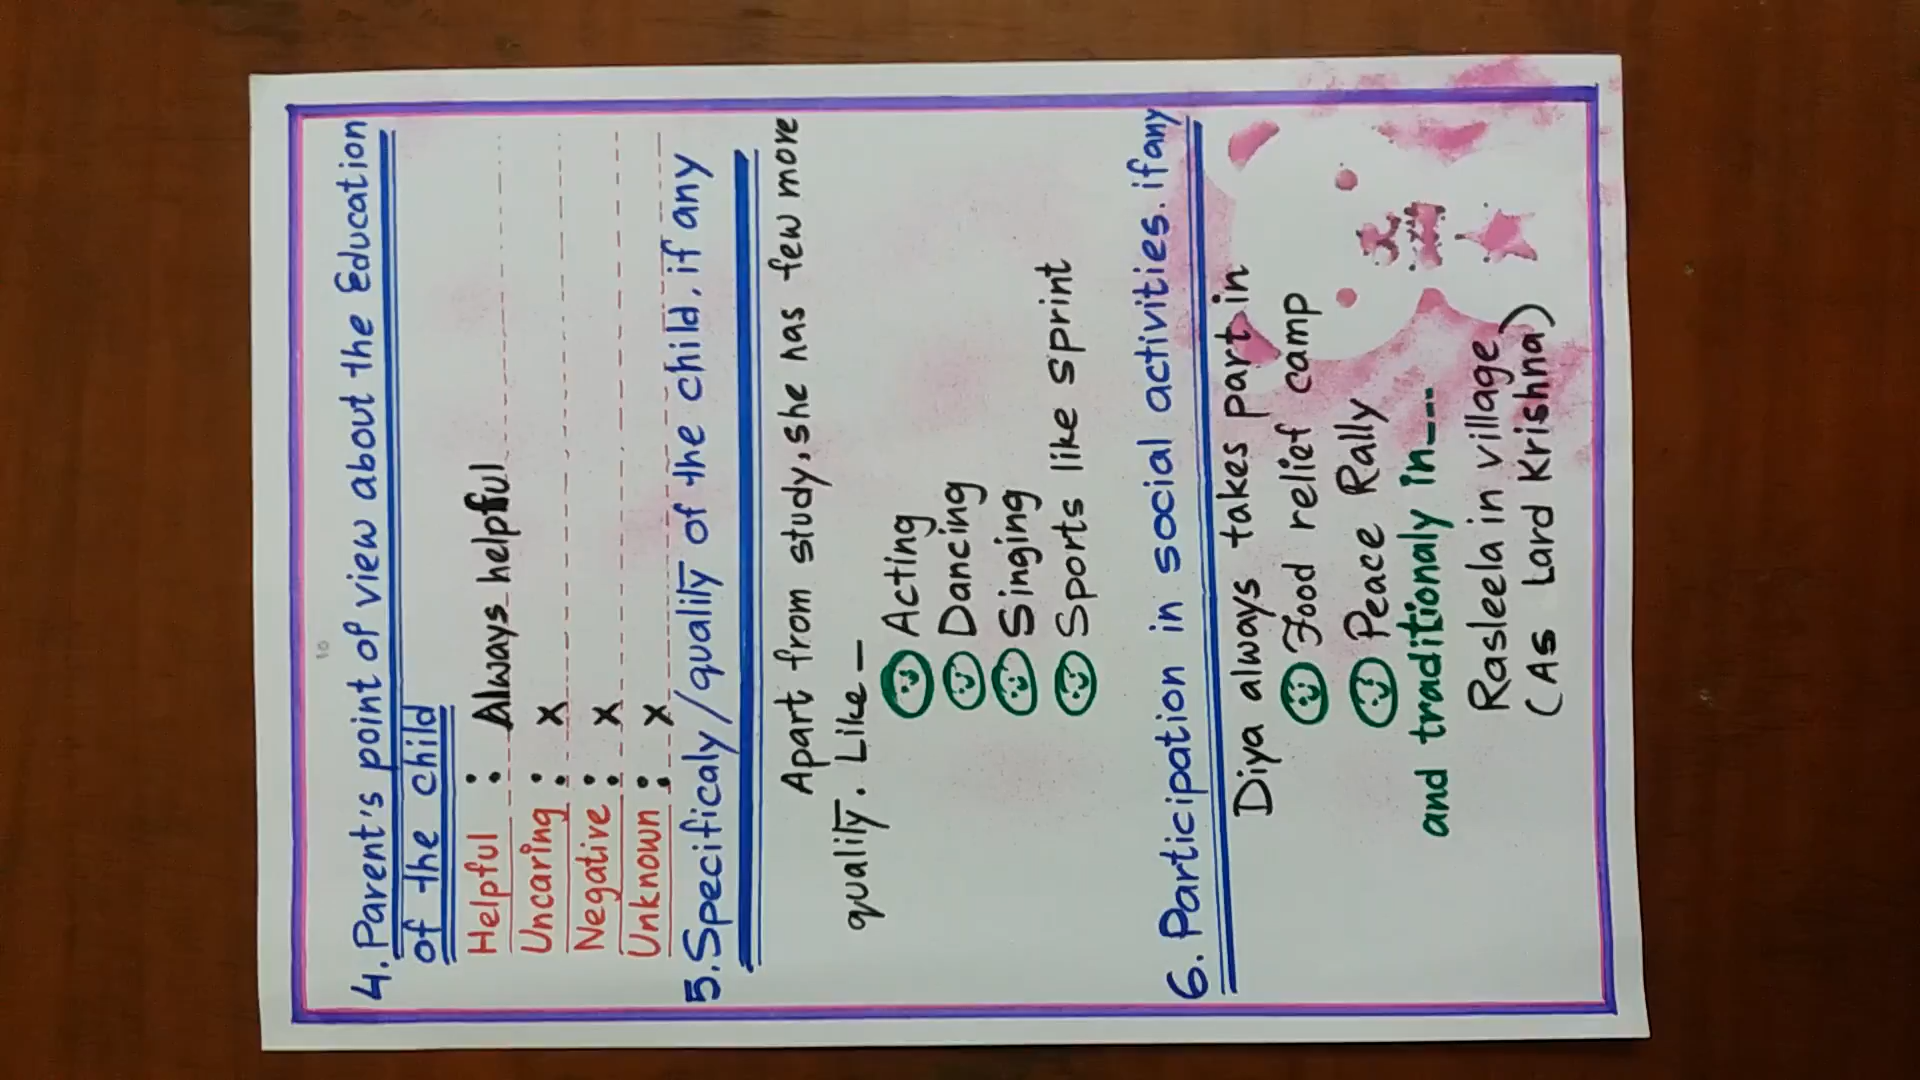 4. Parent's point of view about the Education
of the child
Helpful : Always helpful
Uncaring : x
Negative : x
Unknown : x
5. Specificaly/quality of the child, if any
Apart from study, she has few more
quality. Like —
Acting
Dancing
Singing
Sports like sprint
6. Participation in social activities. if any
Diya always takes part in
Food relief camp
Peace Rally
and traditionaly in---
Rasleela in village
(As Lard Krishna)